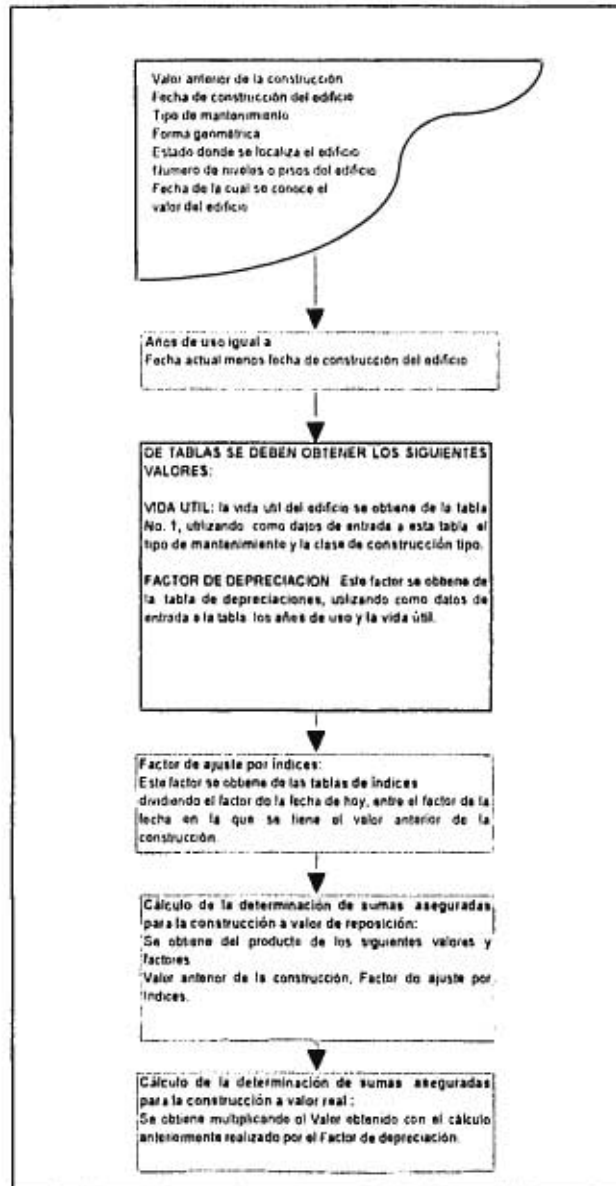 Valor anterior de la construcción
Fecha de construcción del edificio
Tipo de mantenimiento
Forma geométrica
Estado donde se localiza el edificio
Numero de niveles o pisos del edificio
Fecha de la cual se conoce el
valor del edificio
Años de uso igual a
Fecha actual menos fecha de construcción del edificio
DE TABLAS SE DEBEN OBTENER LOS SIGUIENTES
VALORES:
VIDA UTIL: la vida util del edificio se obtiene de la tabla
No. 1, utilizando como datos de entrada a esta tabla el
tipo de mantenimiento y la clase de construcción tipo.
FACTOR DE DEPRECIACION Este factor se obtiene de
la tabla de depreciaciones, utilizando como datos de
entrada a la tabla los años de uso y la vida útil.
Factor de ajuste por índices:
Este factor se obtiene de las tablas de índices
dividiendo el factor de la fecha de hoy, entre el factor de la
fecha en la que se tiene el valor anterior de la
construcción.
Cálculo de la determinación de sumas aseguradas
para la construcción a valor de reposición:
Se obtiene del producto de los siguientes valores y
factores
Valor anterior de la construcción, Factor de ajuste por
Indices.
Cálculo de la determinación de sumas aseguradas
para la construcción a valor real :
Se obtiene multiplicando el Valor obtenido con el cálculo
anteriormente realizado por el Factor de depreciación.